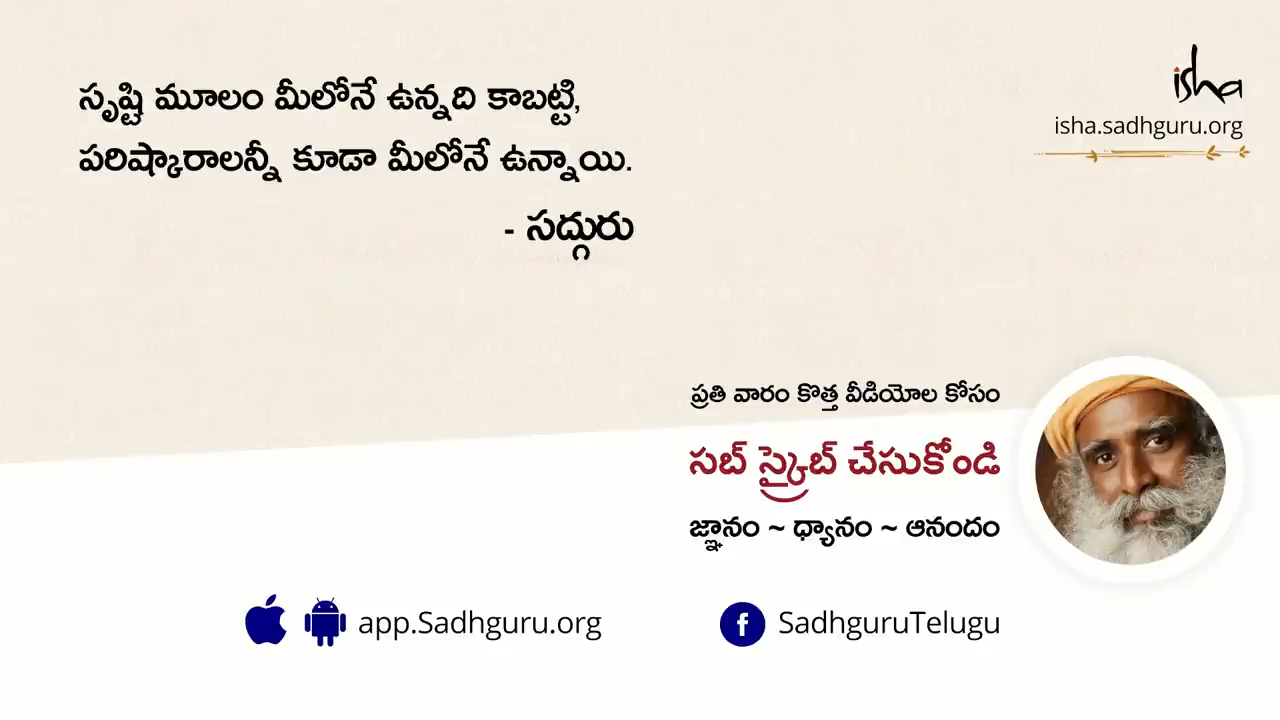 సృష్టి మూలం మీలోనే ఉన్నది కాబట్టి,
పరిష్కారాలన్నీ కూడా మీలోనే ఉన్నాయి.
- సద్గురు
isha
isha.sadhguru.org
ప్రతి వారం కొత్త వీడియోల కోసం
సబ్ స్క్రైబ్ చేసుకోండి
జ్ఞానం ~ ధ్యానం ~ ఆనందం
app.Sadhguru.org
f SadhguruTelugu